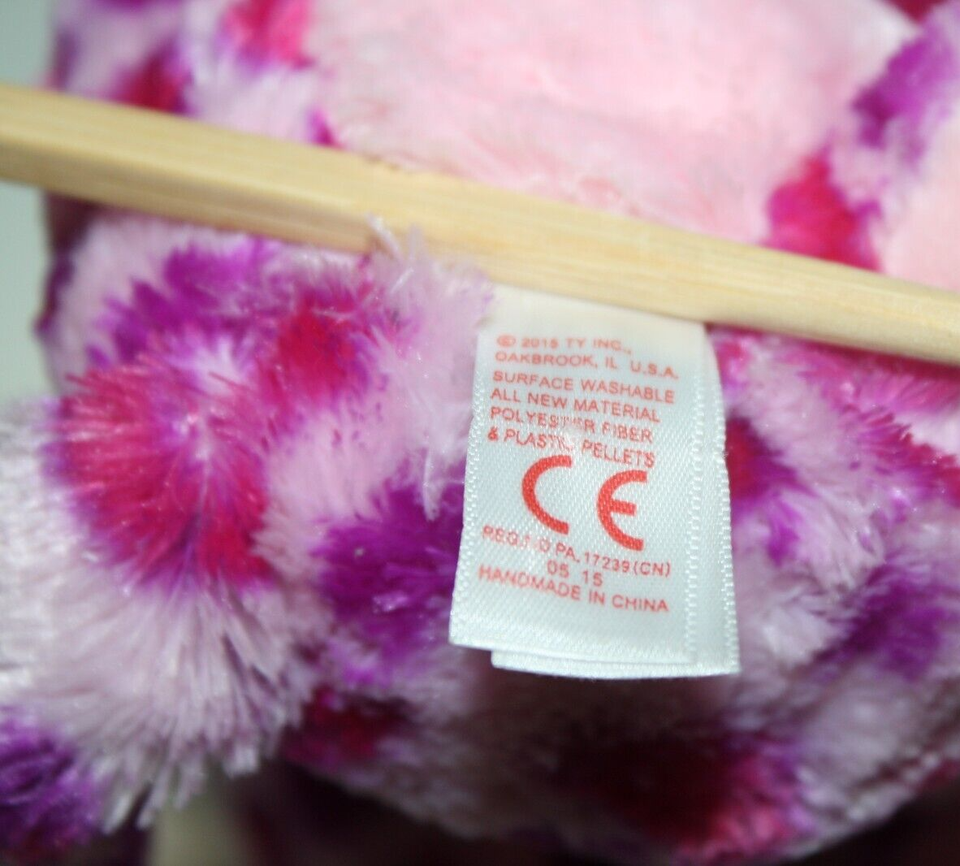 © 2015 TY INC.,
OAKBROOK, IL U.S.A.
SURFACE WASHABLE
ALL NEW MATERIAL
POLYESTER FIBER
& PLASTIC PELLETS
CE
REG. NO PA. 17239(CN)
05 15
HANDMADE IN CHINA